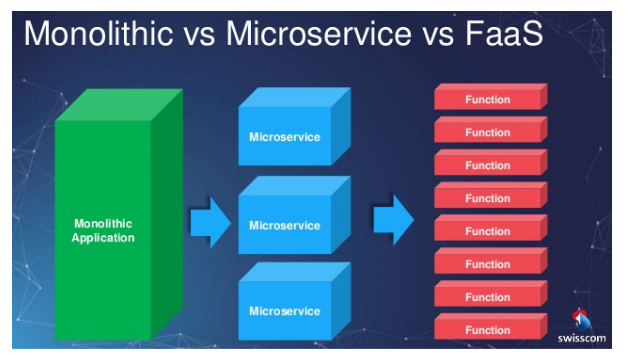 Monolithic vs Microservice vs FaaS
Monolithic
Application
Microservice
Microservice
Microservice
Function
Function
Function
Function
Function
Function
Function
Function
swisscom